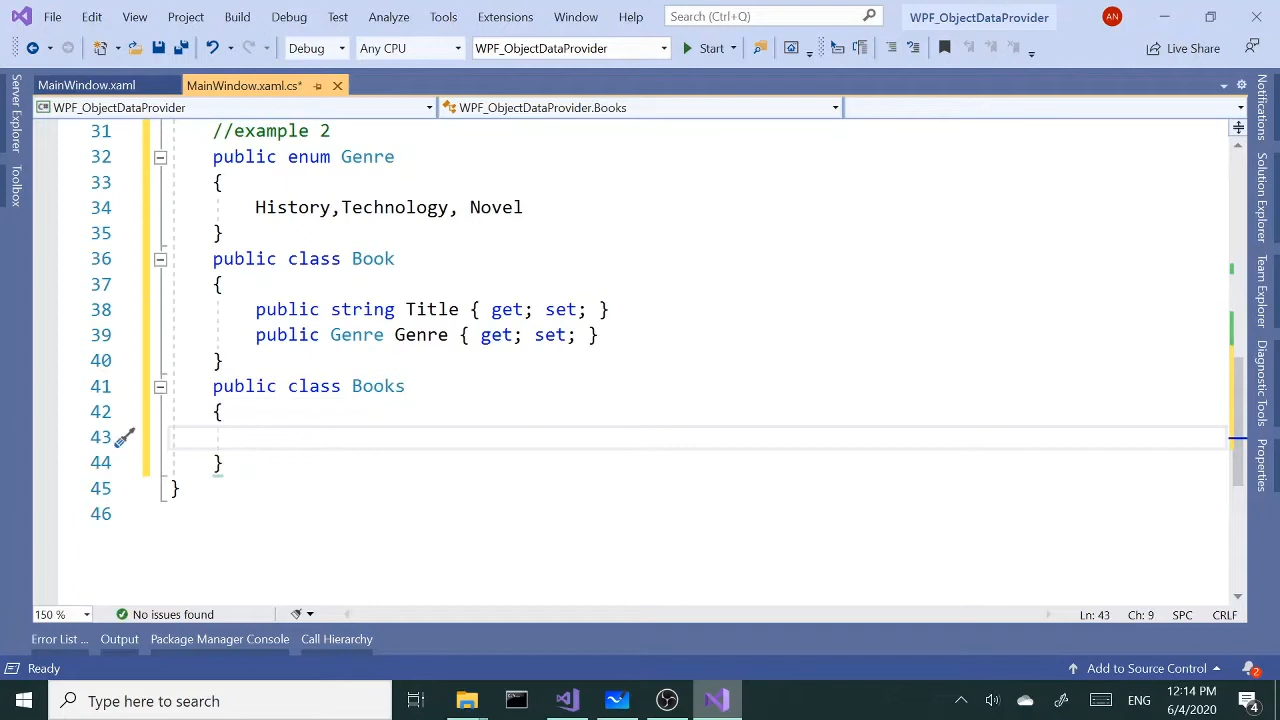 File Edit View Project Build Debug Test Analyze Tools Extensions Window Help Search (Ctrl+Q) WPF_ObjectDataProvider AN
Debug Any CPU WPF_ObjectDataProvider Start Live Share
MainWindow.xaml MainWindow.xaml.cs*
WPF_ObjectDataProvider WPF_ObjectDataProvider.Books
Server Explorer
Toolbox
31 //example 2
32 public enum Genre
33 {
34 History,Technology, Novel
35 }
36 public class Book
37 {
38 public string Title { get; set; }
39 public Genre Genre { get; set; }
40 }
41 public class Books
42 {
43
44 }
45 }
46
Notifications
Solution Explorer
Team Explorer
Diagnostic Tools
Properties
150 % No issues found Ln: 43 Ch: 9 SPC CRLF
Error List ... Output Package Manager Console Call Hierarchy
Ready Add to Source Control 2
Type here to search ENG 12:14 PM 6/4/2020 4